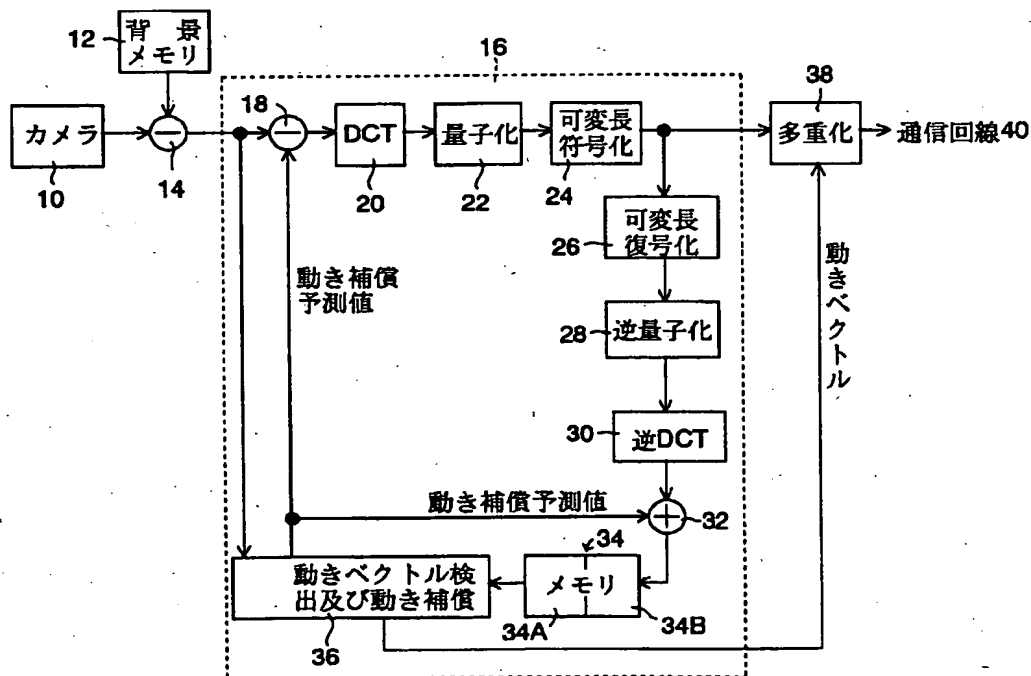 12
背 景
メモリ
16
38
18
カメラ
DCT
量子化
可変長
符号化
多重化
通信回線40
10
14
20
22
24
可変長
復号化
26
動き補償
予測値
動きベクトル
逆量子化
28
逆DCT
30
動き補償予測値
32
34
動きベクトル検
出及び動き補償
メモリ
36
34A
34B